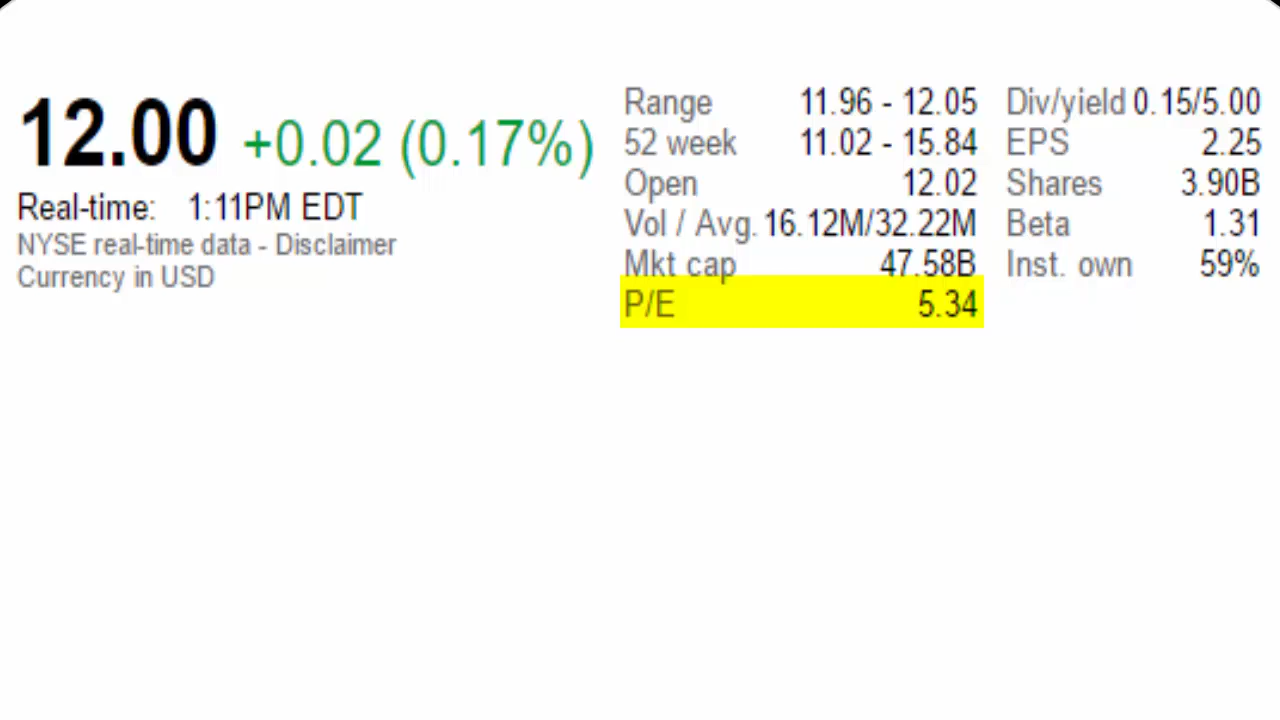 12.00 +0.02 (0.17%)
Real-time: 1:11PM EDT
NYSE real-time data - Disclaimer
Currency in USD
Range 11.96 - 12.05
52 week 11.02 - 15.84
Open 12.02
Vol / Avg. 16.12M/32.22M
Mkt cap 47.58B
P/E 5.34
Div/yield 0.15/5.00
EPS 2.25
Shares 3.90B
Beta 1.31
Inst. own 59%